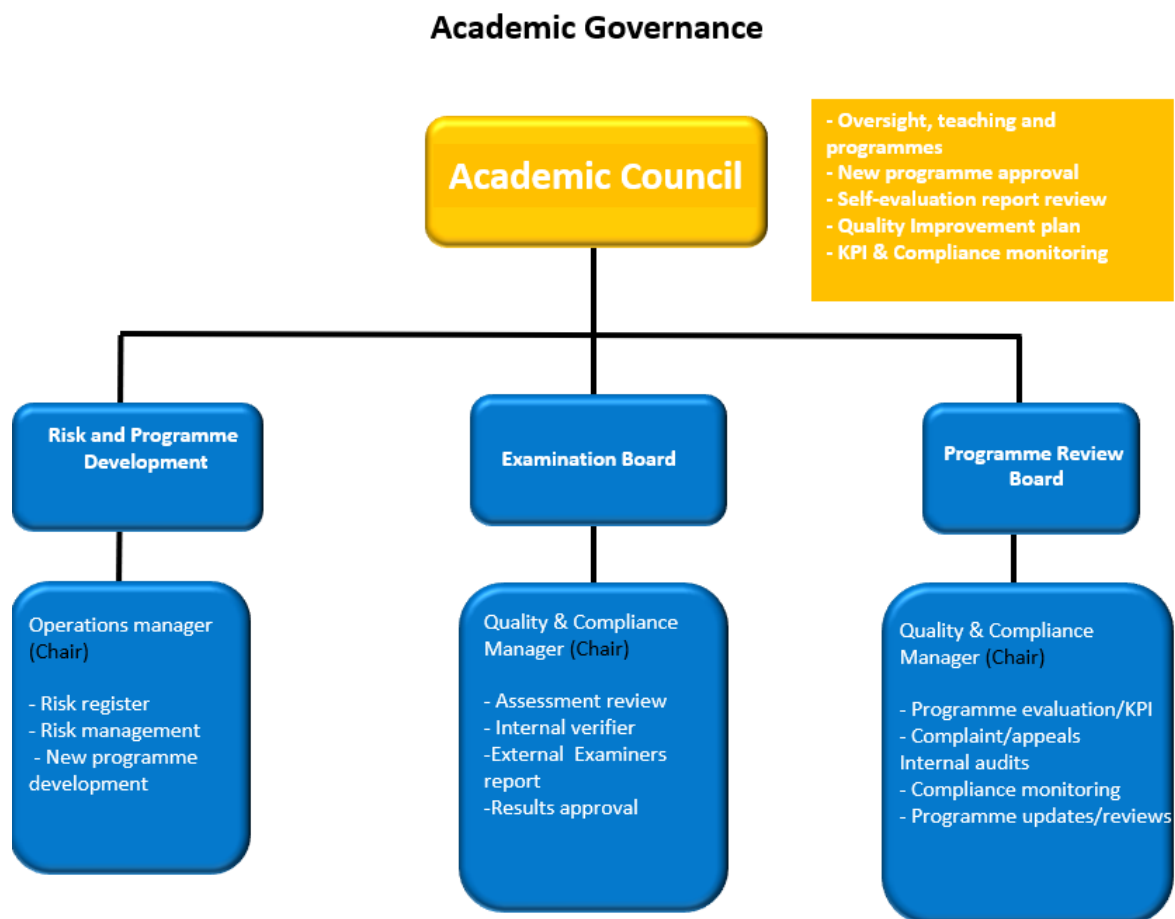 Academic Governance
Academic Council
- Oversight, teaching and
programmes
- New programme approval
- Self-evaluation report review
- Quality Improvement plan
- KPI & Compliance monitoring
Risk and Programme
Development
Examination Board
Programme Review
Board
Operations manager
(Chair)
- Risk register
- Risk management
- New programme
development
Quality & Compliance
Manager (Chair)
- Assessment review
- Internal verifier
-External Examiners
report
-Results approval
Quality & Compliance
Manager (Chair)
- Programme evaluation/KPI
- Complaint/appeals
Internal audits
- Compliance monitoring
- Programme updates/reviews